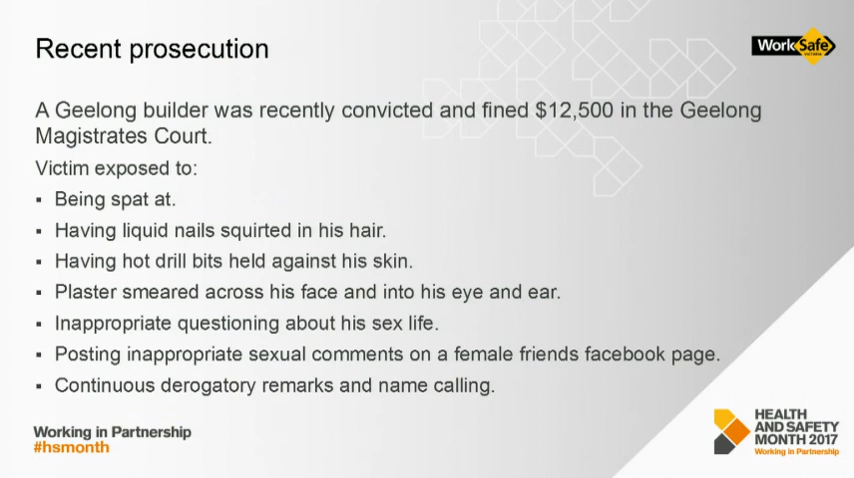 Recent prosecution
WorkSafe
VICTORIA
A Geelong builder was recently convicted and fined $12,500 in the Geelong
Magistrates Court.
Victim exposed to:
▪ Being spat at.
▪ Having liquid nails squirted in his hair.
▪ Having hot drill bits held against his skin.
▪ Plaster smeared across his face and into his eye and ear.
▪ Inappropriate questioning about his sex life.
▪ Posting inappropriate sexual comments on a female friends facebook page.
▪ Continuous derogatory remarks and name calling.
Working in Partnership
#hsmonth
HEALTH
AND SAFETY
MONTH 2017
Working in Partnership